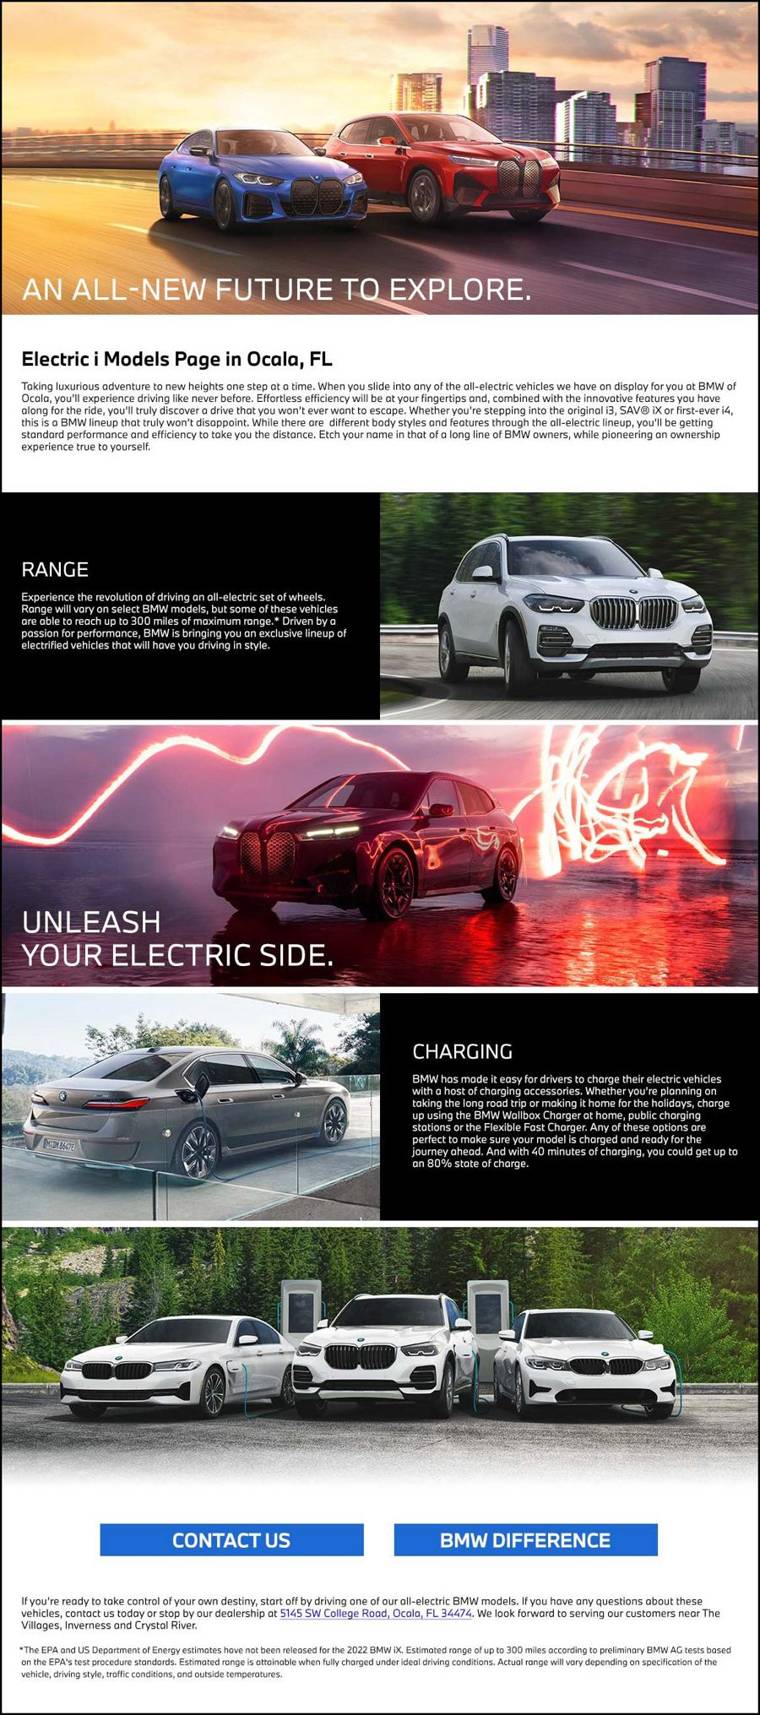 AN ALL-NEW FUTURE TO EXPLORE.
Electric i Models Page in Ocala, FL
Taking luxurious adventure to new heights one step at a time. When you slide into any of the all-electric vehicles we have on display for you at BMW of
Ocala, you'll experience driving like never before. Effortless efficiency will be at your fingertips and, combined with the innovative features you have
along for the ride, you'll truly discover a drive that you won't ever want to escape. Whether you're stepping into the original i3, SAV® iX or first-ever i4,
this is a BMW lineup that truly won't disappoint. While there are different body styles and features through the all-electric lineup, you'll be getting
standard performance and efficiency to take you the distance. Etch your name in that of a long line of BMW owners, while pioneering an ownership
experience true to yourself.
RANGE
Experience the revolution of driving an all-electric set of wheels.
Range will vary on select BMW models, but some of these vehicles
are able to reach up to 300 miles of maximum range.* Driven by a
passion for performance, BMW is bringing you an exclusive lineup of
electrified vehicles that will have you driving in style.
UNLEASH
YOUR ELECTRIC SIDE.
CHARGING
BMW has made it easy for drivers to charge their electric vehicles
with a host of charging accessories. Whether you're planning on
taking the long road trip or making it home for the holidays, charge
up using the BMW Wallbox Charger at home, public charging
stations or the Flexible Fast Charger. Any of these options are
perfect to make sure your model is charged and ready for the
journey ahead. And with 40 minutes of charging, you could get up to
an 80% state of charge.
CONTACT US
BMW DIFFERENCE
If you're ready to take control of your own destiny, start off by driving one of our all-electric BMW models. If you have any questions about these
vehicles, contact us today or stop by our dealership at 5145 SW College Road, Ocala, FL 34474. We look forward to serving our customers near The
Villages, Inverness and Crystal River.
*The EPA and US Department of Energy estimates have not been released for the 2022 BMW iX. Estimated range of up to 300 miles according to preliminary BMW AG tests based
on the EPA's test procedure standards. Estimated range is attainable when fully charged under ideal driving conditions. Actual range will vary depending on specification of the
vehicle, driving style, traffic conditions, and outside temperatures.